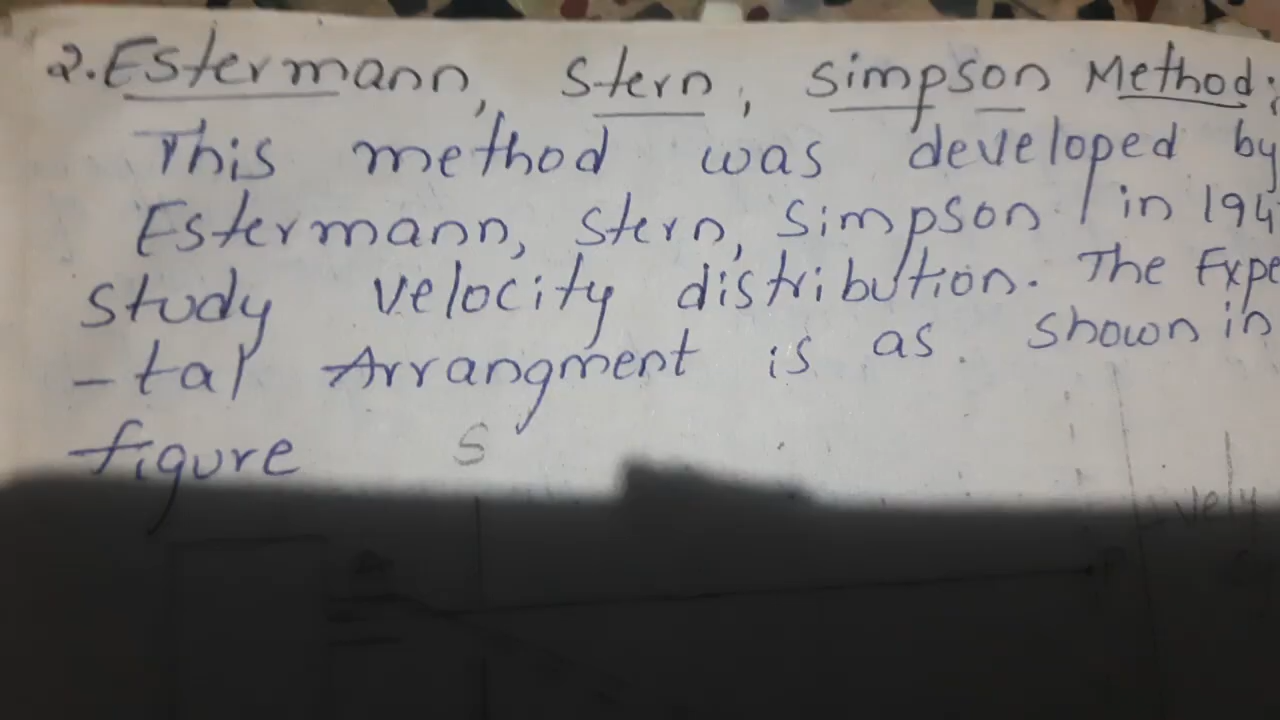 2. Estermann, Stern, Simpson Method:
This method was developed by
Estermann, Stern, Simpson in 194
study velocity distribution. The Expe
-tal Arrangment is as shown in
figure
S
vely